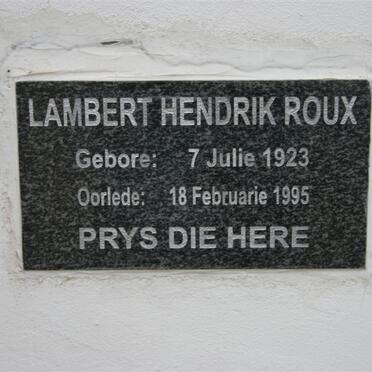 LAMBERT HENDRIK ROUX
Gebore: 7 Julie 1923
Oorlede: 18 Februarie 1995
PRYS DIE HERE